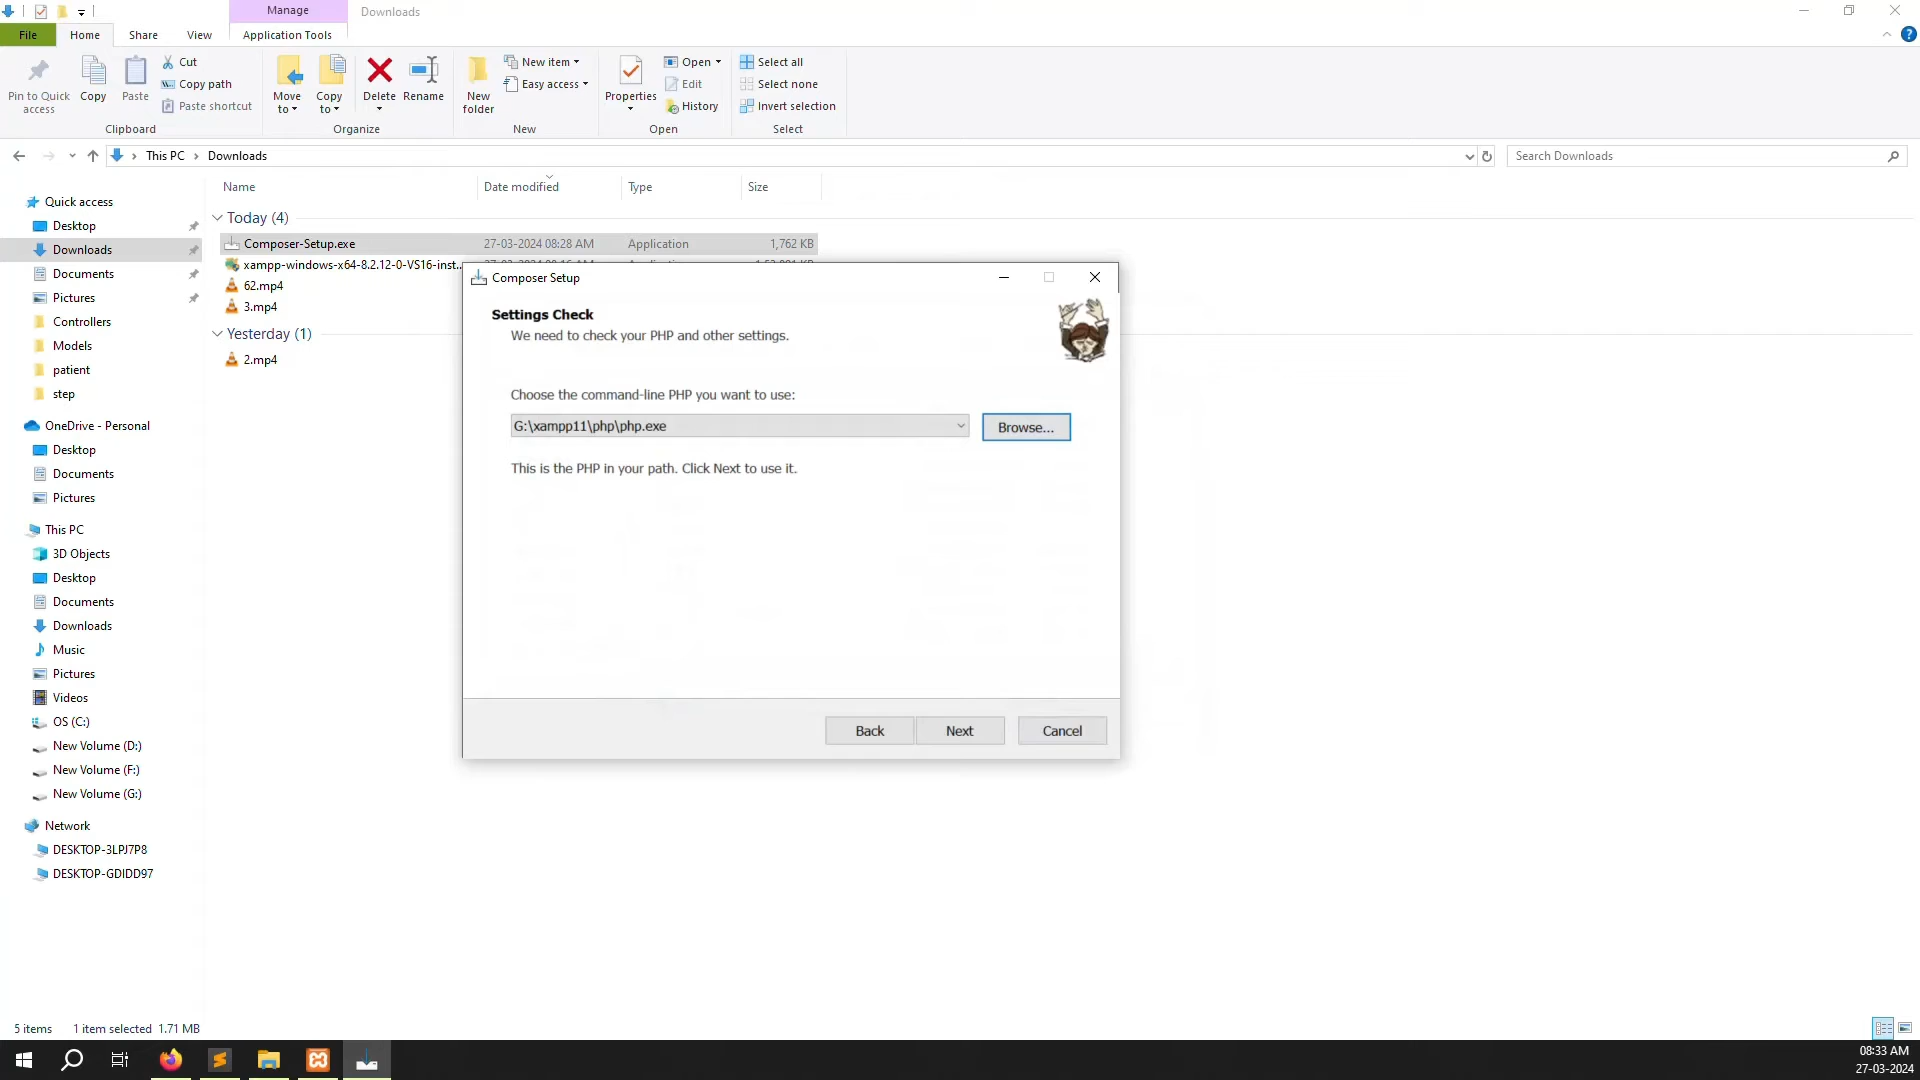 Manage
Downloads
File
Home
Share
View
Application Tools
Pin to Quick access
Copy
Paste
Cut
Copy path
Paste shortcut
Clipboard
Move to
Copy to
Delete
Rename
Organize
New folder
New item
Easy access
New
Properties
Open
Edit
History
Open
Select all
Select none
Invert selection
Select
This PC
Downloads
Search Downloads
Name
Date modified
Type
Size
Today (4)
Composer-Setup.exe
27-03-2024 08:28 AM
Application
1,762 KB
xampp-windows-x64-8.2.12-0-VS16-inst...
62.mp4
3.mp4
Yesterday (1)
2.mp4
Quick access
Desktop
Downloads
Documents
Pictures
Controllers
Models
patient
step
OneDrive - Personal
Desktop
Documents
Pictures
This PC
3D Objects
Desktop
Documents
Downloads
Music
Pictures
Videos
OS (C:)
New Volume (D:)
New Volume (F:)
New Volume (G:)
Network
DESKTOP-3LPJ7P8
DESKTOP-GDIDD97
Composer Setup
Settings Check
We need to check your PHP and other settings.
Choose the command-line PHP you want to use:
G:\xampp11\php\php.exe
Browse...
This is the PHP in your path. Click Next to use it.
Back
Next
Cancel
5 items
1 item selected 1.71 MB
08:33 AM
27-03-2024